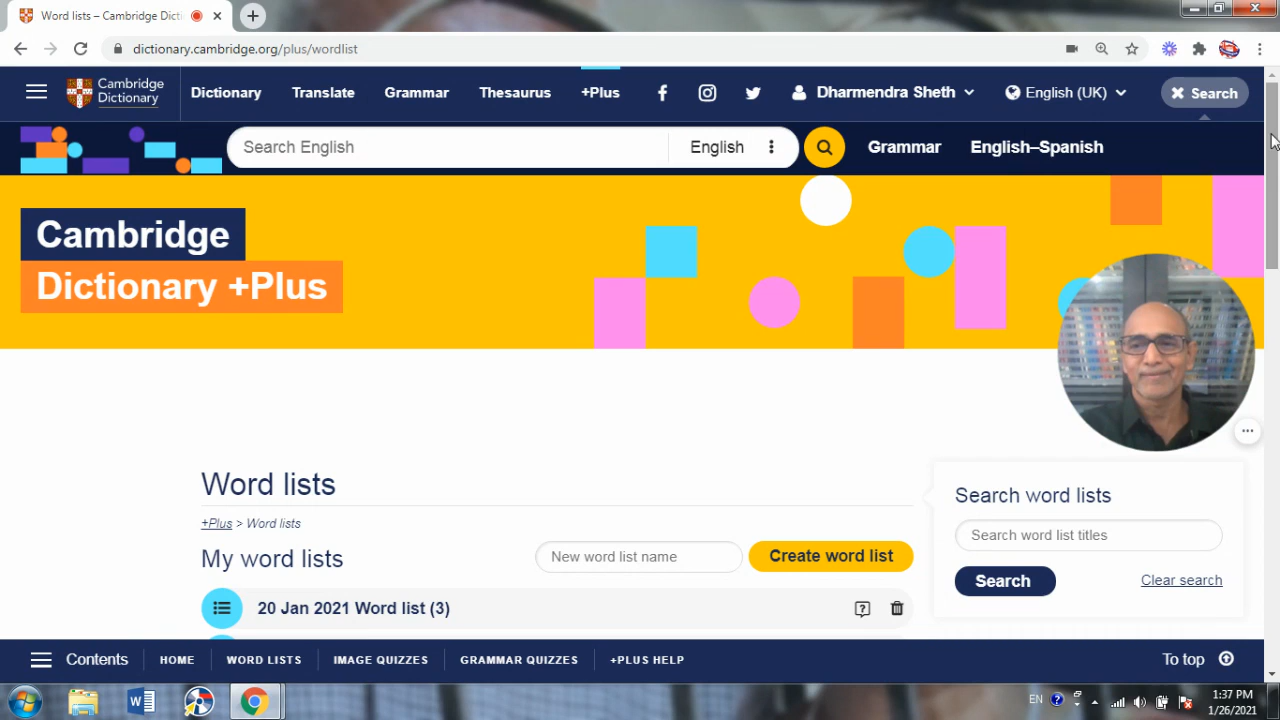 Word lists – Cambridge Dicti
dictionary.cambridge.org/plus/wordlist
Cambridge Dictionary
Dictionary
Translate
Grammar
Thesaurus
+Plus
Dharmendra Sheth
English (UK)
Search
Search English
English
Grammar
English–Spanish
Cambridge
Dictionary +Plus
Word lists
+Plus > Word lists
My word lists
New word list name
Create word list
20 Jan 2021 Word list (3)
Search word lists
Search word list titles
Search
Clear search
Contents
HOME
WORD LISTS
IMAGE QUIZZES
GRAMMAR QUIZZES
+PLUS HELP
To top
EN
1:37 PM
1/26/2021